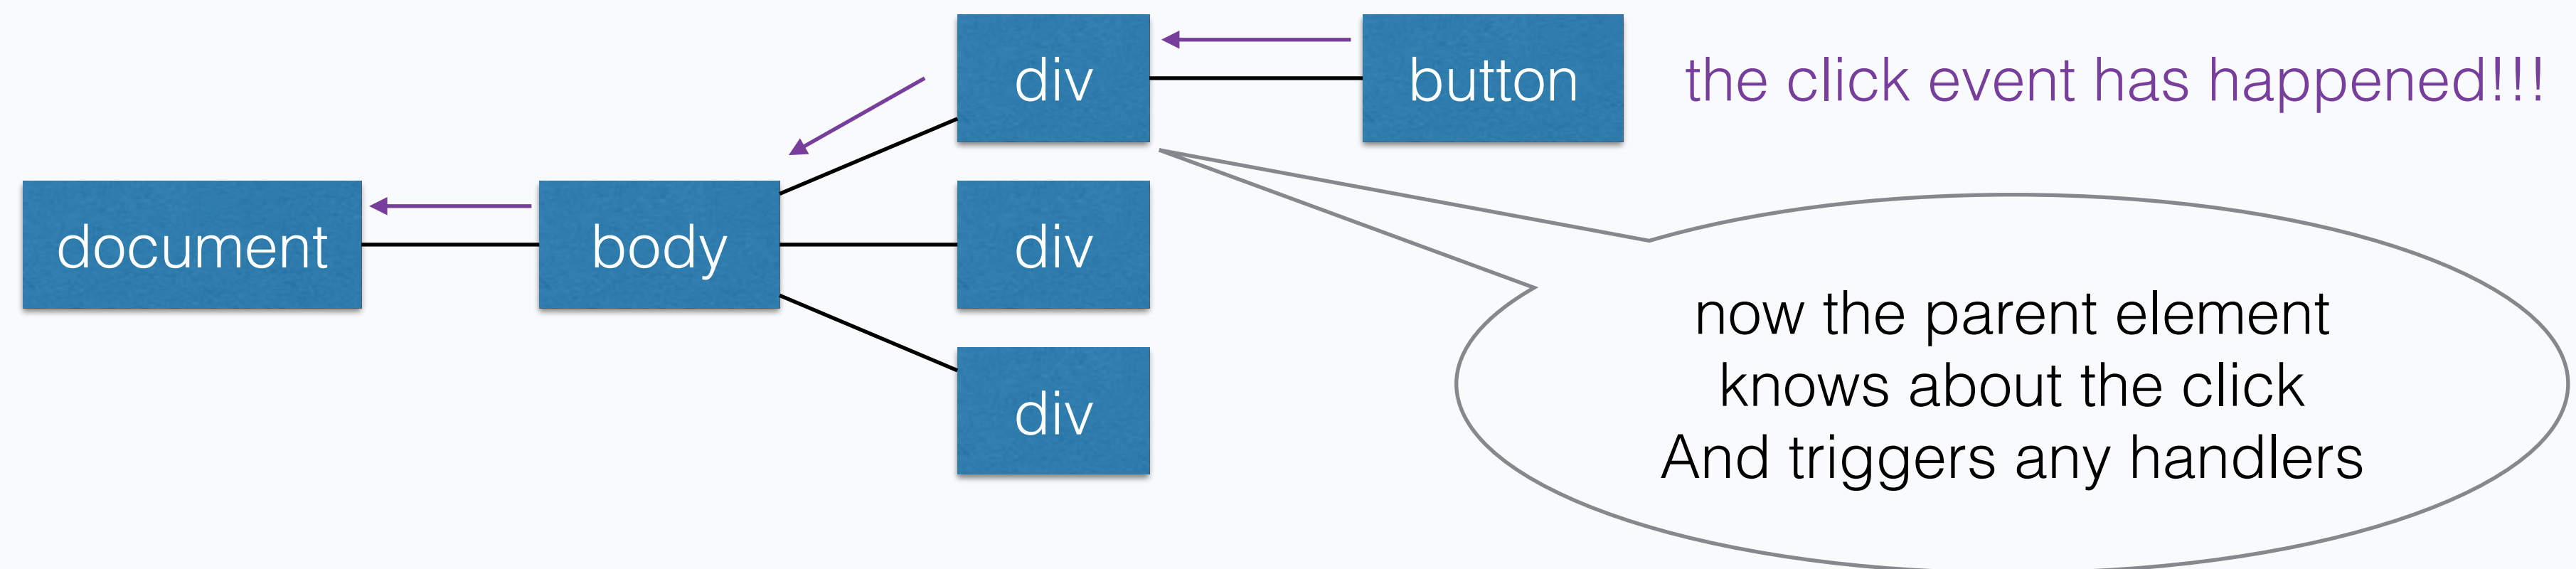 div
button
the click event has happened!!!
document
body
div
div
now the parent element
knows about the click
And triggers any handlers